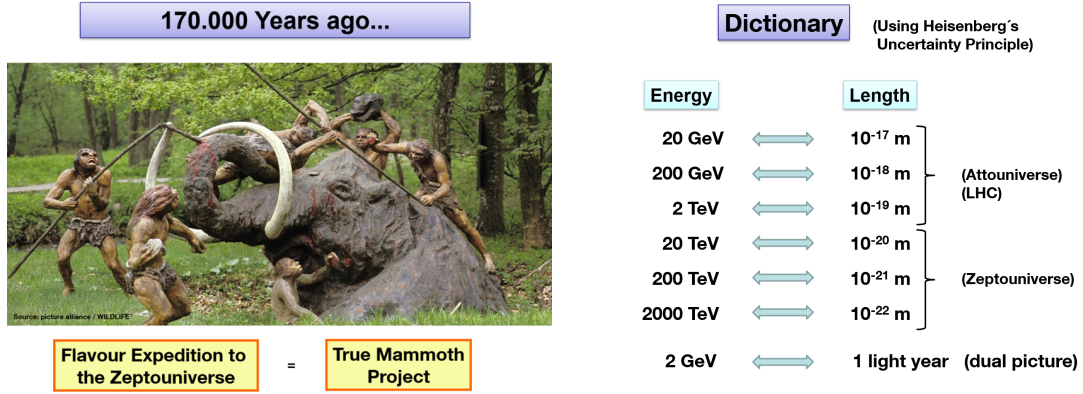 170.000 Years ago...
Source: picture alliance / WILDLIFE
Flavour Expedition to
the Zeptouniverse
=
True Mammoth
Project
Dictionary
(Using Heisenberg´s
Uncertainty Principle)
Energy
Length
20 GeV 10⁻¹⁷ m
200 GeV 10⁻¹⁸ m
2 TeV 10⁻¹⁹ m
(Attouniverse)
(LHC)
20 TeV 10⁻²⁰ m
200 TeV 10⁻²¹ m
2000 TeV 10⁻²² m
(Zeptouniverse)
2 GeV 1 light year (dual picture)